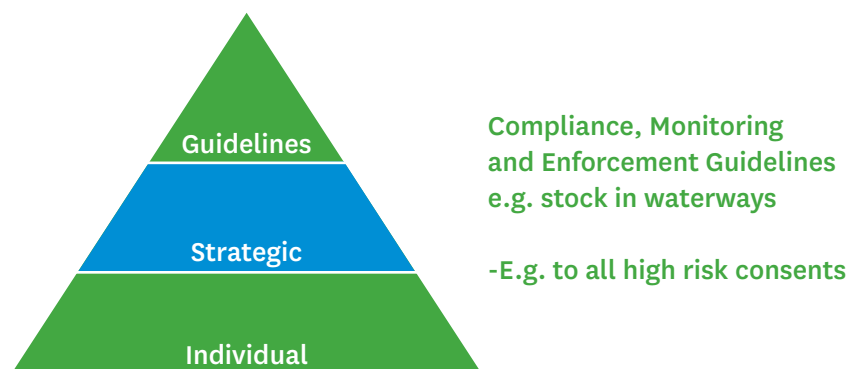 Guidelines
Strategic
Individual
Compliance, Monitoring
and Enforcement Guidelines
e.g. stock in waterways
-E.g. to all high risk consents